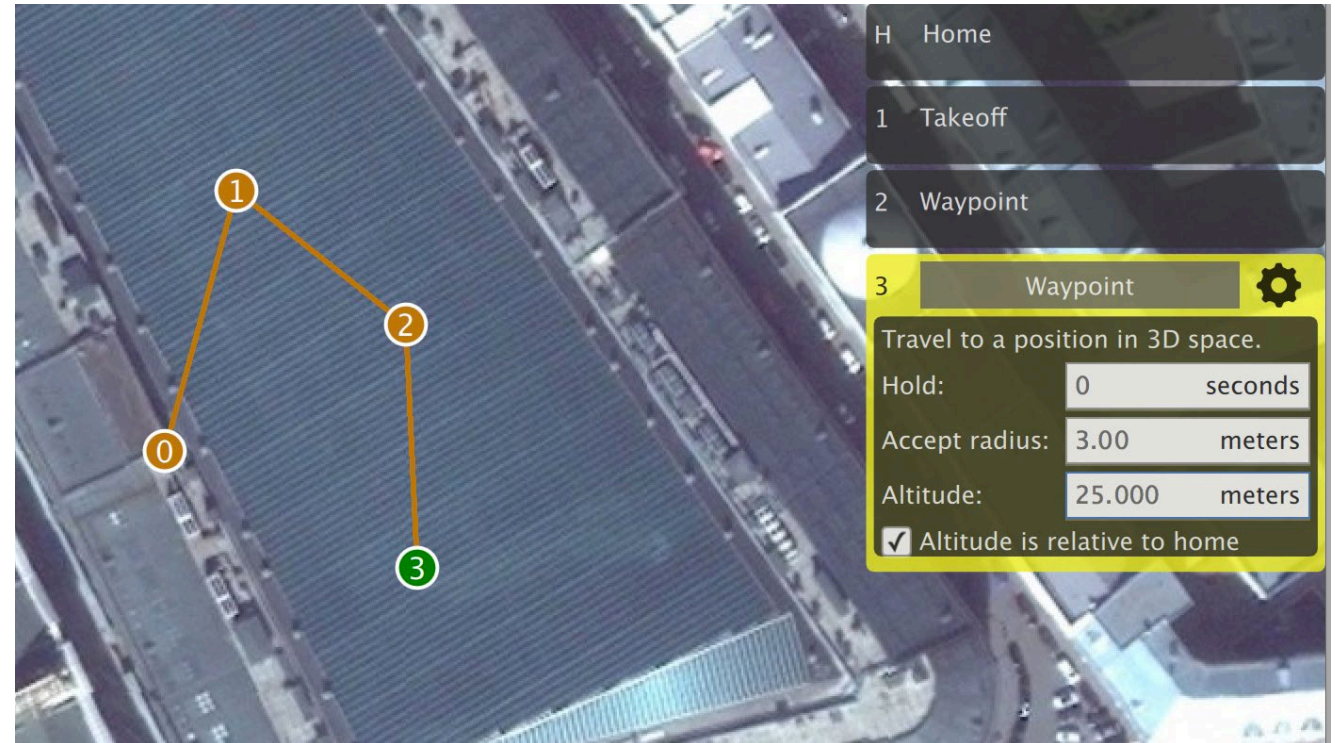 H Home
1 Takeoff
2 Waypoint
3 Waypoint
Travel to a position in 3D space.
Hold: 0 seconds
Accept radius: 3.00 meters
Altitude: 25.000 meters
Altitude is relative to home
1
2
0
3